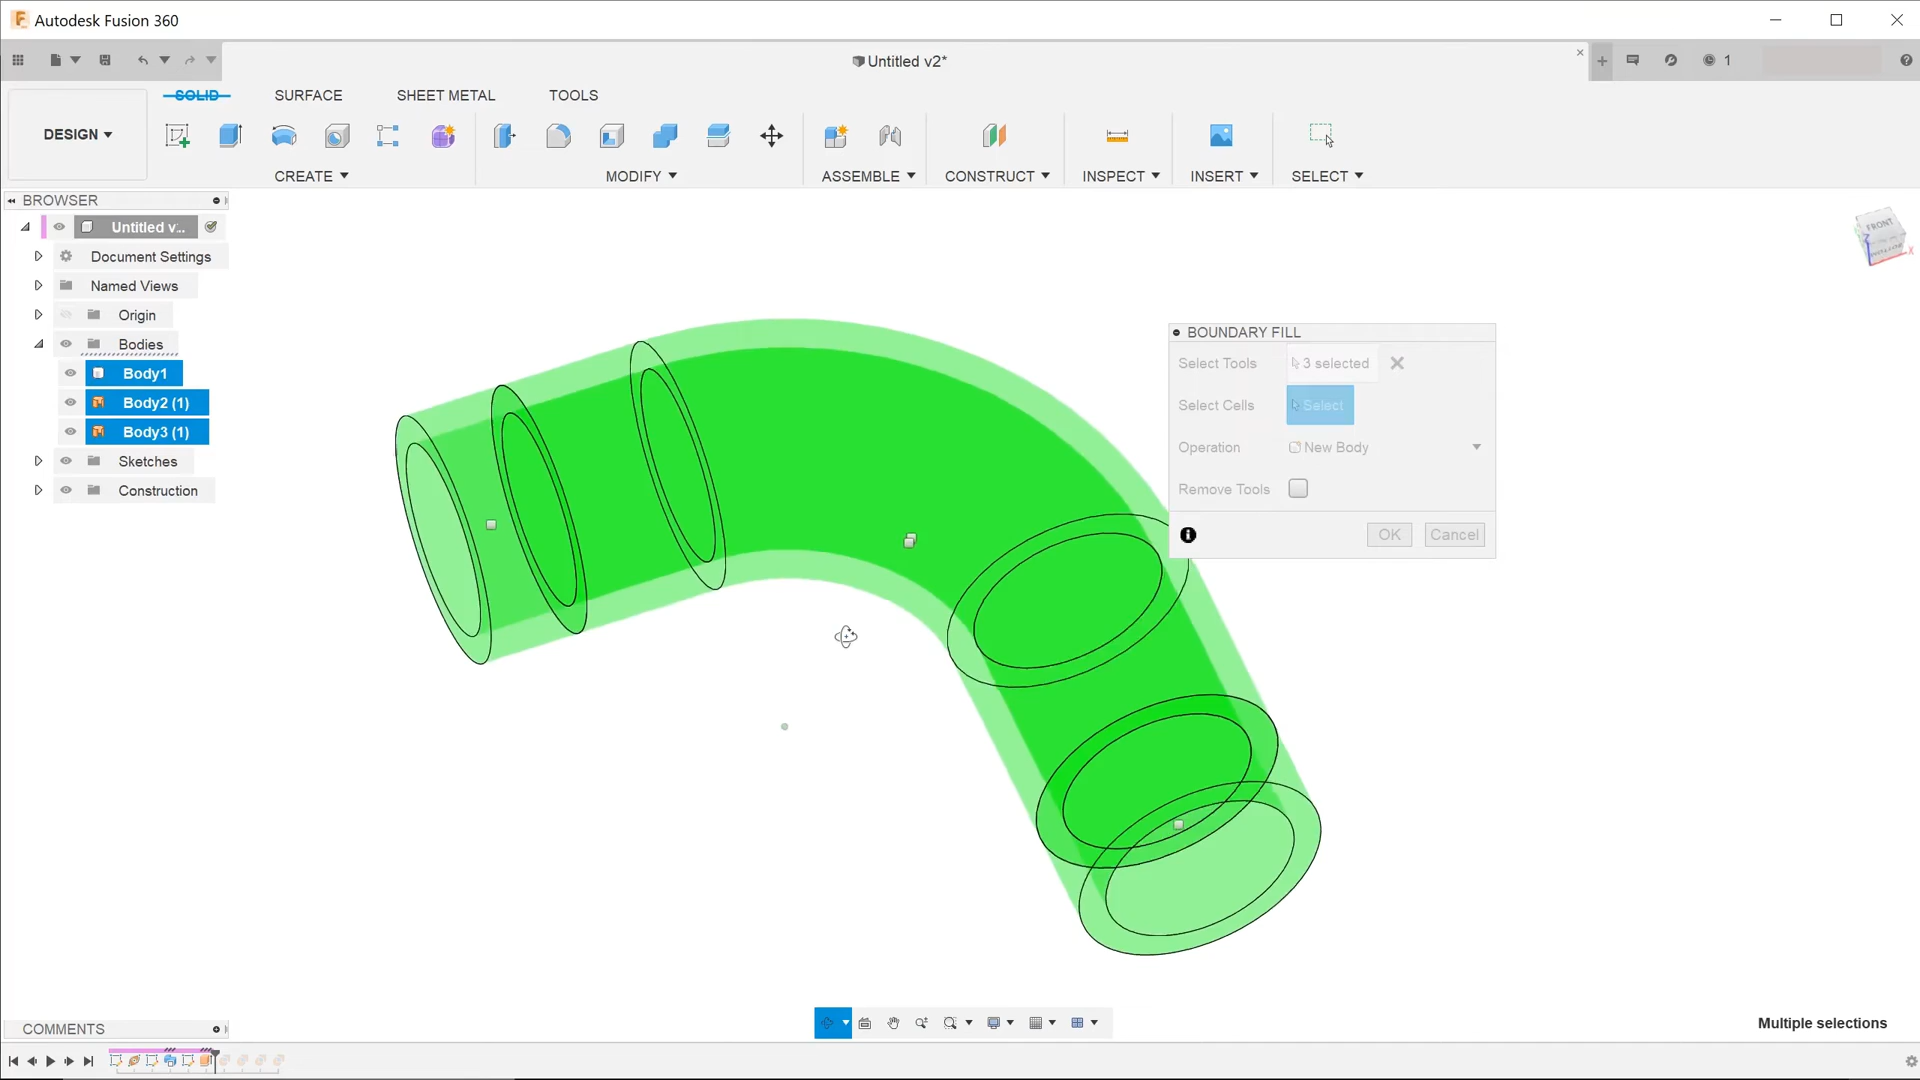 Autodesk Fusion 360
Untitled v2*
1
SOLID
SURFACE
SHEET METAL
TOOLS
DESIGN
CREATE
MODIFY
ASSEMBLE
CONSTRUCT
INSPECT
INSERT
SELECT
BROWSER
Untitled v...
Document Settings
Named Views
Origin
Bodies
Body1
Body2 (1)
Body3 (1)
Sketches
Construction
FRONT
Z
X
BOUNDARY FILL
Select Tools
3 selected
Select Cells
Select
Operation
New Body
Remove Tools
OK
Cancel
COMMENTS
Multiple selections